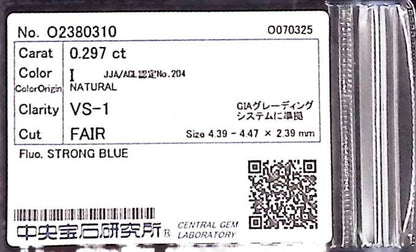 No. O2380310 O070325
Carat 0.297 ct
Color I JJA/AGL認定No.204
ColorOrigin NATURAL
Clarity VS-1 GIAグレーディングシステムに準拠
Cut FAIR Size 4.39 - 4.47 × 2.39 mm
Fluo. STRONG BLUE
中央宝石研究所® CENTRAL GEM LABORATORY